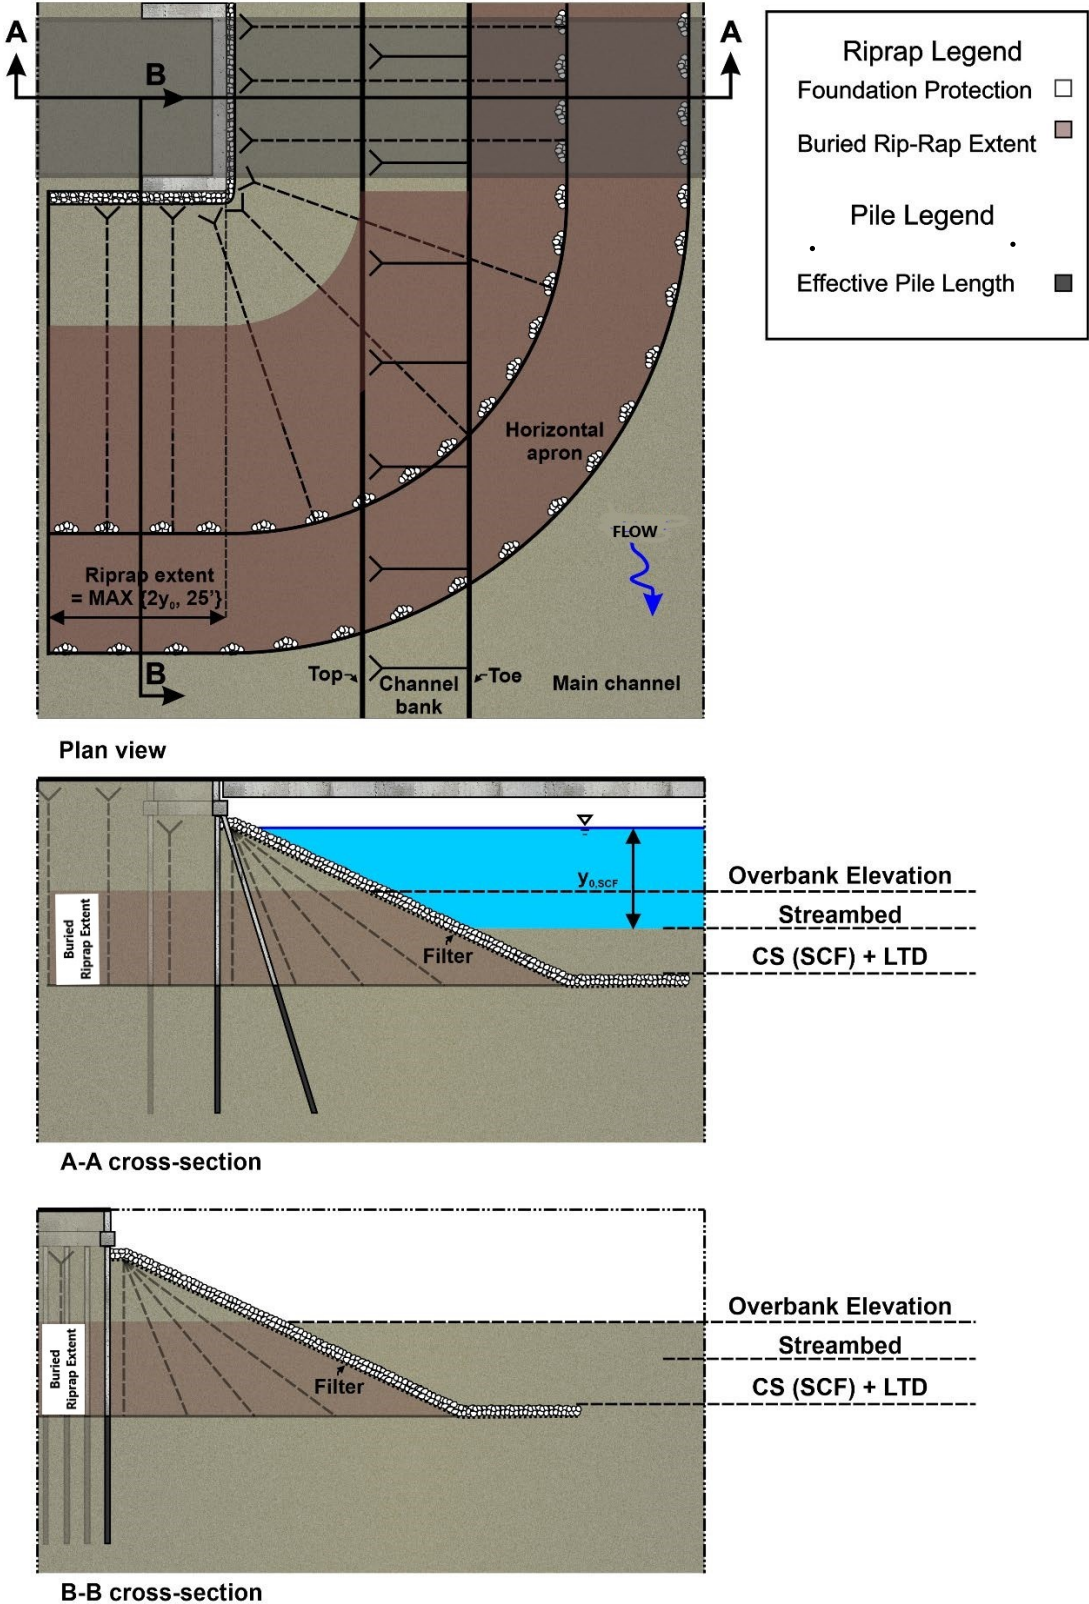 A
A
B
Riprap Legend
Foundation Protection
Buried Rip-Rap Extent
Pile Legend
Effective Pile Length
Horizontal
apron
FLOW
Riprap extent
= MAX {2y₀, 25'}
B
Top
Channel
bank
Toe
Main channel
Plan view
y₀,SCF
Overbank Elevation
Streambed
CS (SCF) + LTD
Buried
Riprap Extent
Filter
A-A cross-section
Overbank Elevation
Streambed
CS (SCF) + LTD
Buried
Riprap Extent
Filter
B-B cross-section